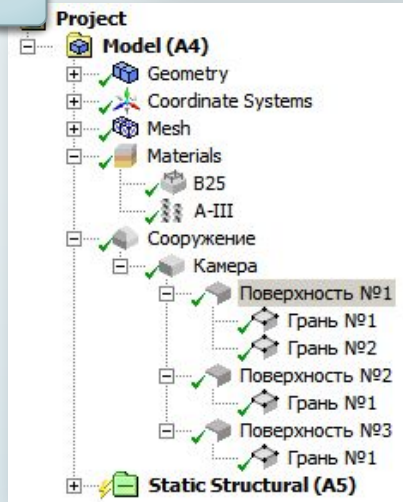 Project
Model (A4)
Geometry
Coordinate Systems
Mesh
Materials
B25
A-III
Сооружение
Камера
Поверхность №1
Грань №1
Грань №2
Поверхность №2
Грань №1
Поверхность №3
Грань №1
Static Structural (A5)